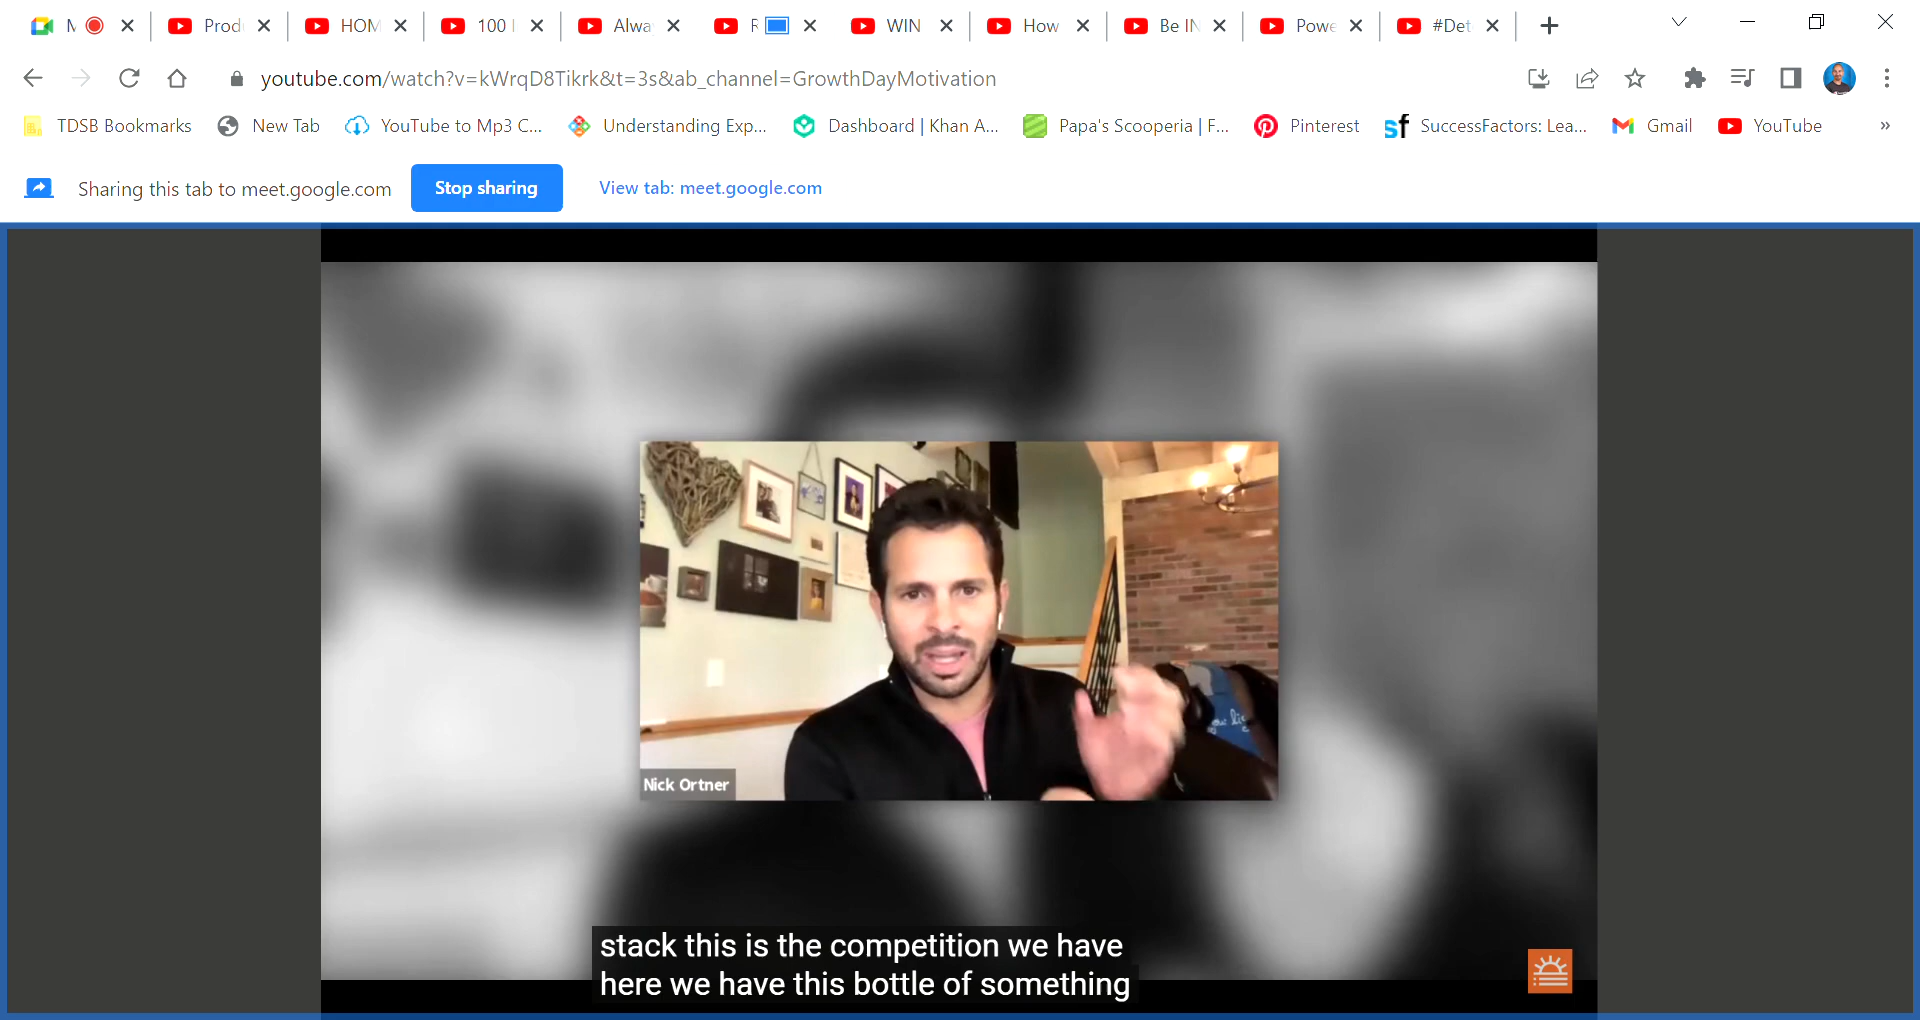 M
Prod
HOM
100
Alwa
R
WIN
How
Be IN
Powe
#Det
youtube.com/watch?v=kWrqD8Tikrk&t=3s&ab_channel=GrowthDayMotivation
TDSB Bookmarks
New Tab
YouTube to Mp3 C...
Understanding Exp...
Dashboard | Khan A...
Papa's Scooperia | F...
Pinterest
SuccessFactors: Lea...
Gmail
YouTube
»
Sharing this tab to meet.google.com
Stop sharing
View tab: meet.google.com
Nick Ortner
stack this is the competition we have
here we have this bottle of something